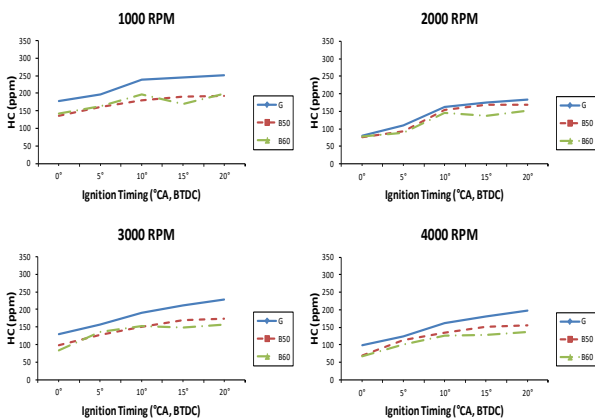 1000 RPM
HC (ppm)
350
300
250
200
150
100
50
0
0° 5° 10° 15° 20°
Ignition Timing (°CA, BTDC)
G
B50
B60
2000 RPM
HC (ppm)
350
300
250
200
150
100
50
0
0° 5° 10° 15° 20°
Ignition Timing (°CA, BTDC)
G
B50
B60
3000 RPM
HC (ppm)
350
300
250
200
150
100
50
0
0° 5° 10° 15° 20°
Ignition Timing (°CA, BTDC)
G
B50
B60
4000 RPM
HC (ppm)
350
300
250
200
150
100
50
0
0° 5° 10° 15° 20°
Ignition Timing (°CA, BTDC)
G
B50
B60